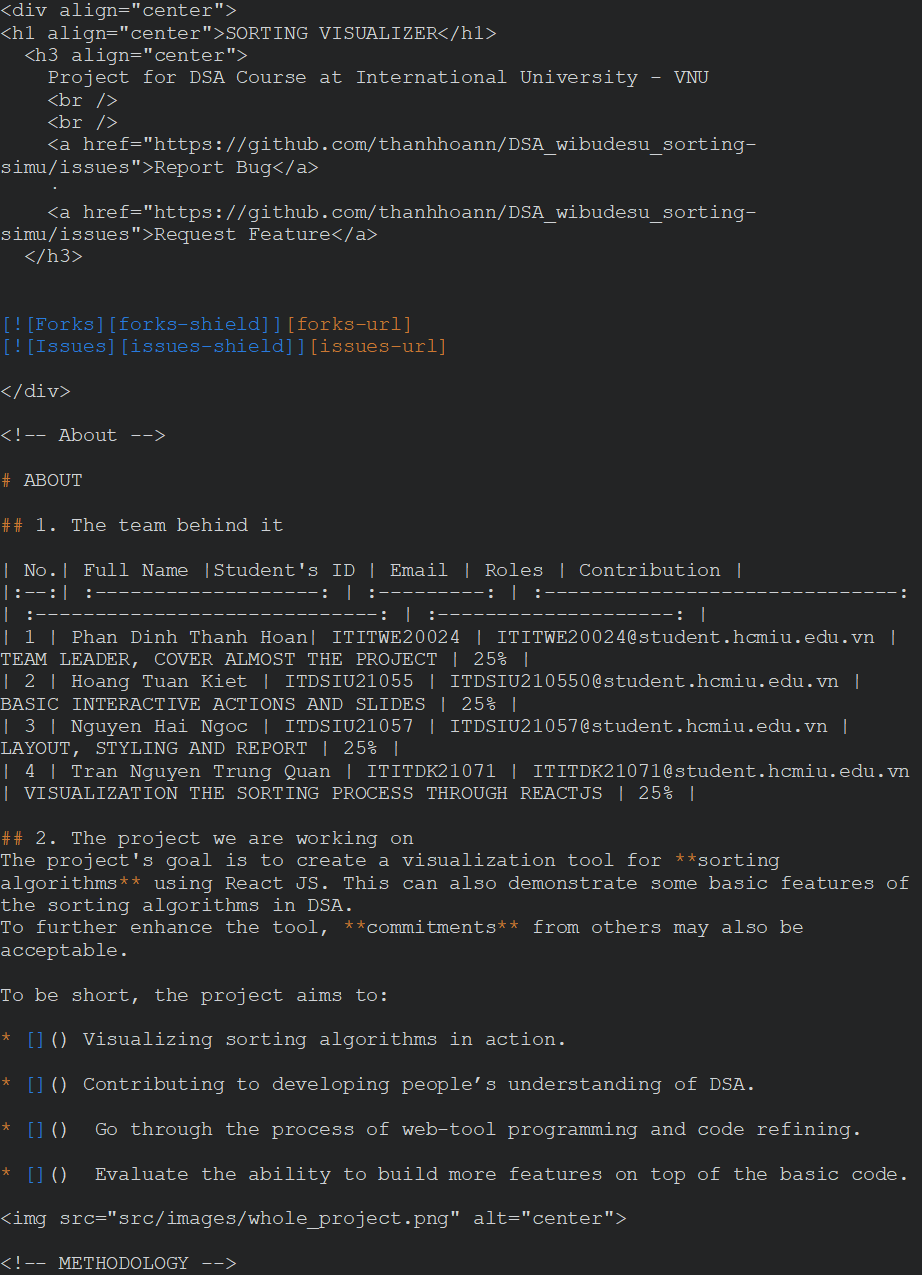 <div align="center">
<h1 align="center">SORTING VISUALIZER</h1>
  <h3 align="center">
    Project for DSA Course at International University - VNU
    <br />
    <br />
    <a href="https://github.com/thanhhoann/DSA_wibudesu_sorting-
simu/issues">Report Bug</a>
    ·
    <a href="https://github.com/thanhhoann/DSA_wibudesu_sorting-
simu/issues">Request Feature</a>
  </h3>
[![Forks][forks-shield]][forks-url]
[![Issues][issues-shield]][issues-url]
</div>
<!-- About -->
# ABOUT
## 1. The team behind it
| No.| Full Name |Student's ID | Email | Roles | Contribution |
|:--:| :-------------------: | :---------: | :------------------------------:
| :-----------------------------: | :--------------------: |
| 1 | Phan Dinh Thanh Hoan| ITITWE20024 | ITITWE20024@student.hcmiu.edu.vn |
TEAM LEADER, COVER ALMOST THE PROJECT | 25% |
| 2 | Hoang Tuan Kiet | ITDSIU21055 | ITDSIU210550@student.hcmiu.edu.vn |
BASIC INTERACTIVE ACTIONS AND SLIDES | 25% |
| 3 | Nguyen Hai Ngoc | ITDSIU21057 | ITDSIU21057@student.hcmiu.edu.vn |
LAYOUT, STYLING AND REPORT | 25% |
| 4 | Tran Nguyen Trung Quan | ITITDK21071 | ITITDK21071@student.hcmiu.edu.vn
| VISUALIZATION THE SORTING PROCESS THROUGH REACTJS | 25% |
## 2. The project we are working on
The project's goal is to create a visualization tool for **sorting
algorithms** using React JS. This can also demonstrate some basic features of
the sorting algorithms in DSA.
To further enhance the tool, **commitments** from others may also be
acceptable.
To be short, the project aims to:
* []() Visualizing sorting algorithms in action.
* []() Contributing to developing people’s understanding of DSA.
* []()  Go through the process of web-tool programming and code refining.
* []()  Evaluate the ability to build more features on top of the basic code.
<img src="src/images/whole_project.png" alt="center">
<!-- METHODOLOGY -->